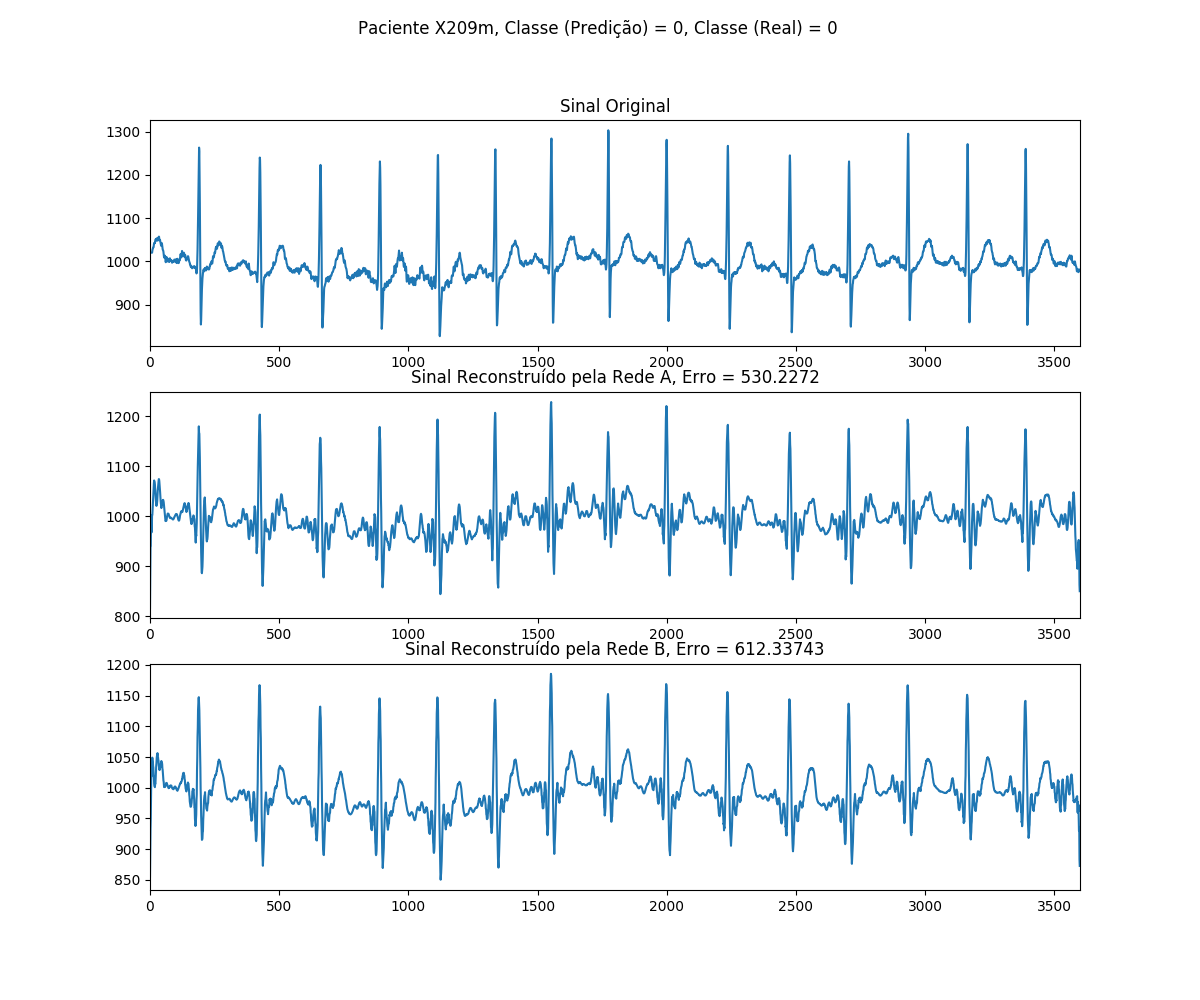 Paciente X209m, Classe (Predição) = 0, Classe (Real) = 0
Sinal Original
1300
1200
1100
1000
900
0 500 1000 1500 2000 2500 3000 3500
Sinal Reconstruído pela Rede A, Erro = 530.2272
1200
1100
1000
900
800
0 500 1000 1500 2000 2500 3000 3500
Sinal Reconstruído pela Rede B, Erro = 612.33743
1200
1150
1100
1050
1000
950
900
850
0 500 1000 1500 2000 2500 3000 3500